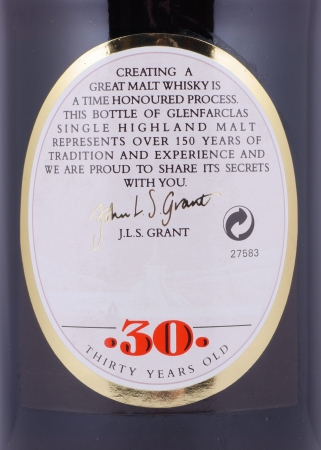 CREATING A
GREAT MALT WHISKY IS
A TIME HONOURED PROCESS.
THIS BOTTLE OF GLENFARCLAS
SINGLE HIGHLAND MALT
REPRESENTS OVER 150 YEARS OF
TRADITION AND EXPERIENCE AND
WE ARE PROUD TO SHARE ITS SECRETS
WITH YOU.
John L S Grant
J.L.S. GRANT
27583
•30•
THIRTY YEARS OLD